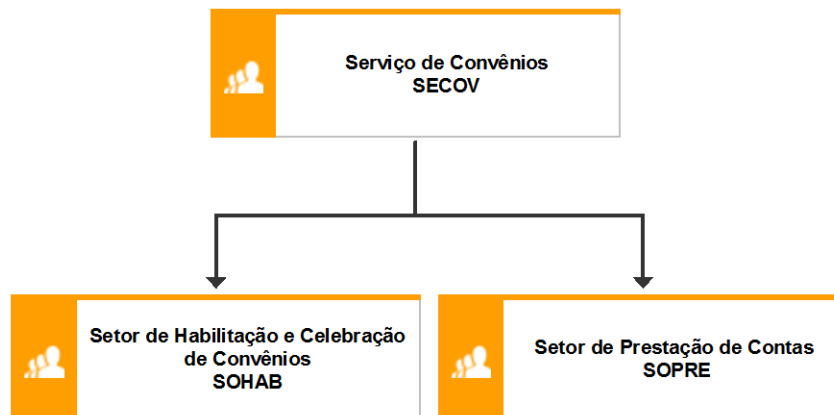 Serviço de Convênios
SECOV
Setor de Habilitação e Celebração
de Convênios
SOHAB
Setor de Prestação de Contas
SOPRE